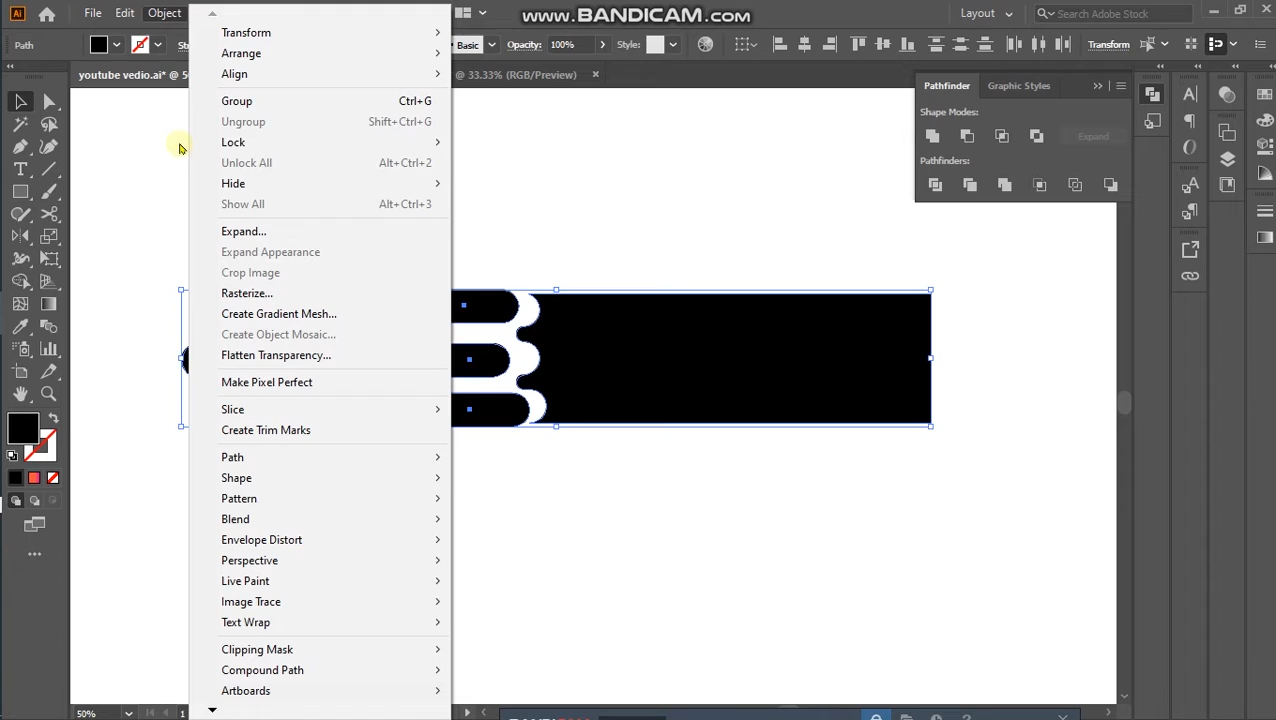 www.BANDICAM.com
Ai File Edit Object Layout Search Adobe Stock
Path St Basic Opacity: 100% Style: Transform
youtube vedio.ai* @ 50 @ 33.33% (RGB/Preview)
Transform
Arrange
Align
Group Ctrl+G
Ungroup Shift+Ctrl+G
Lock
Unlock All Alt+Ctrl+2
Hide
Show All Alt+Ctrl+3
Expand...
Expand Appearance
Crop Image
Rasterize...
Create Gradient Mesh...
Create Object Mosaic...
Flatten Transparency...
Make Pixel Perfect
Slice
Create Trim Marks
Path
Shape
Pattern
Blend
Envelope Distort
Perspective
Live Paint
Image Trace
Text Wrap
Clipping Mask
Compound Path
Artboards
Pathfinder Graphic Styles
Shape Modes:
Expand
Pathfinders:
50% 1